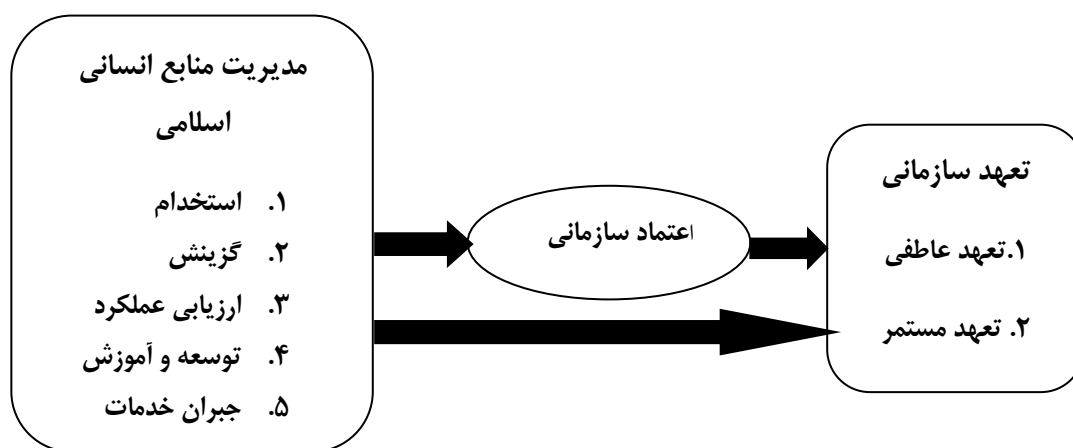 مدیریت منابع انسانی
اسلامی
۱. استخدام
۲. گزینش
۳. ارزیابی عملکرد
۴. توسعه و آموزش
۵. جبران خدمات
اعتماد سازمانی
تعهد سازمانی
۱.تعهد عاطفی
۲. تعهد مستمر